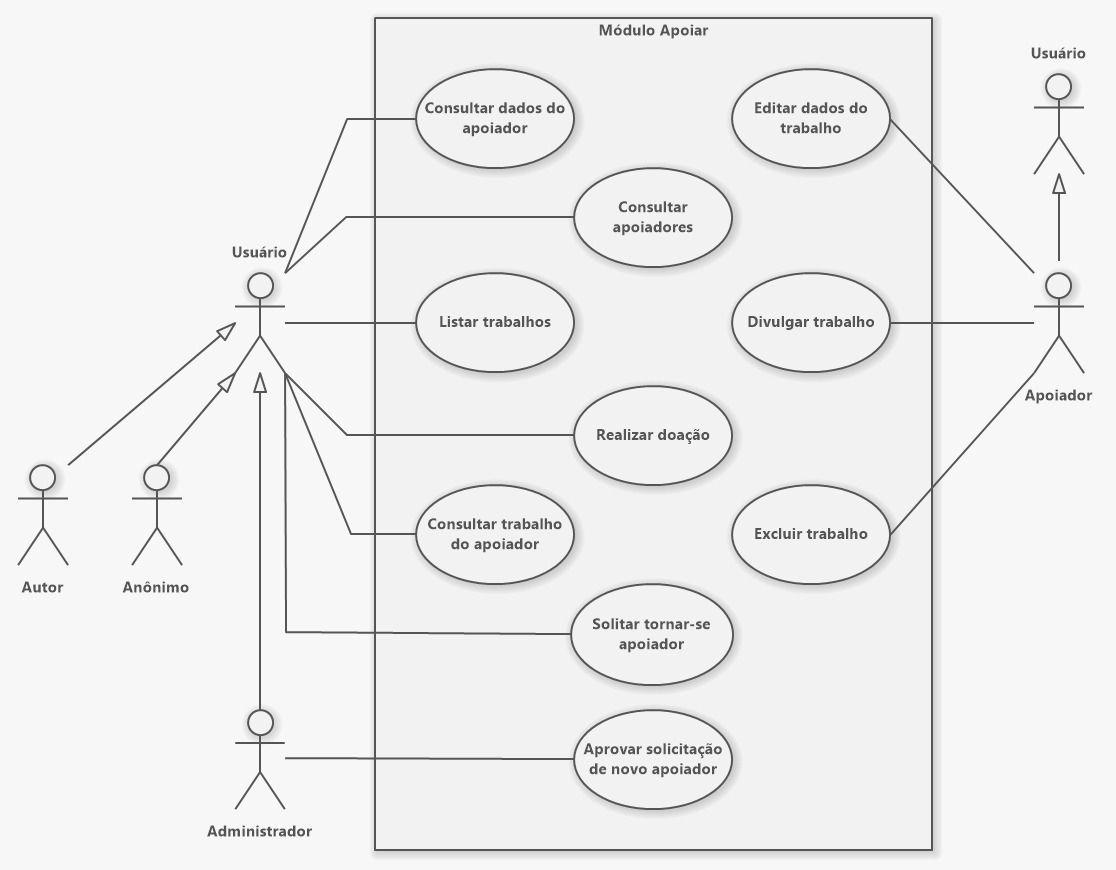 Módulo Apoiar
Usuário
Consultar dados do
apoiador
Editar dados do
trabalho
Consultar
apoiadores
Usuário
Listar trabalhos
Divulgar trabalho
Apoiador
Realizar doação
Consultar trabalho
do apoiador
Excluir trabalho
Autor
Anônimo
Solitar tornar-se
apoiador
Aprovar solicitação
de novo apoiador
Administrador